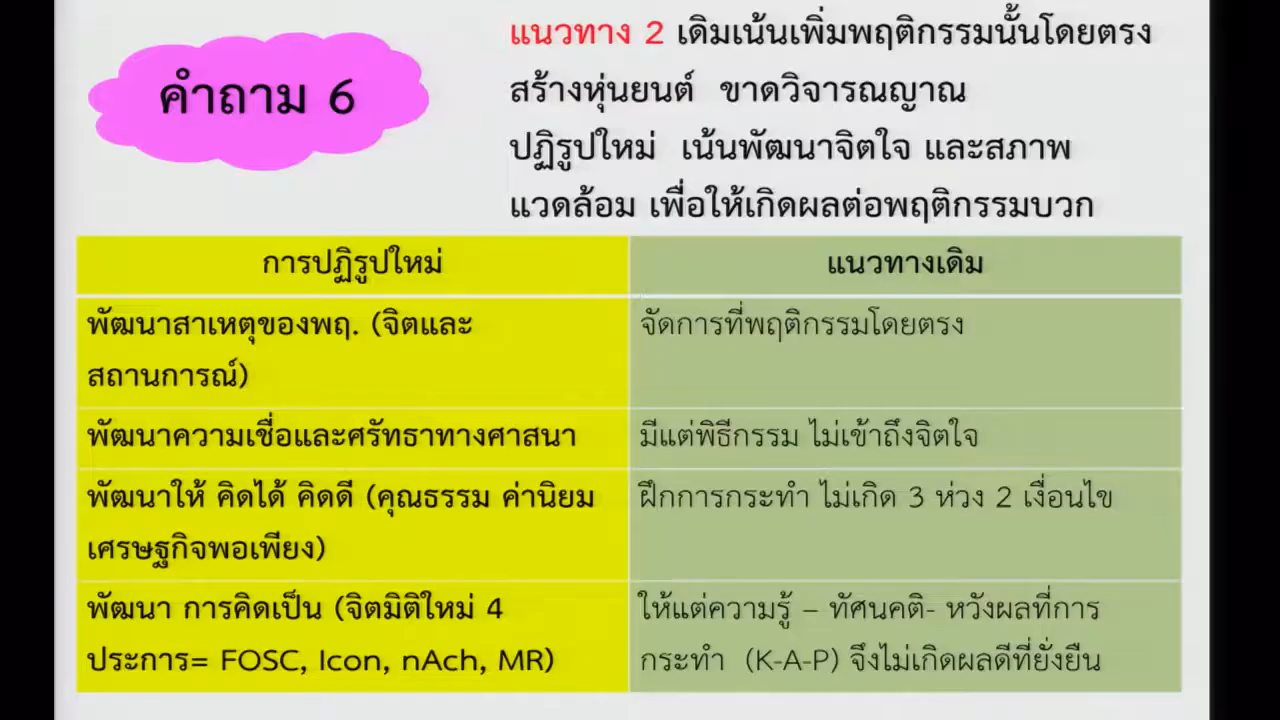 คำถาม 6
แนวทาง 2 เดิมเน้นเพิ่มพฤติกรรมนั้นโดยตรง
สร้างหุ่นยนต์ ขาดวิจารณญาณ
ปฏิรูปใหม่ เน้นพัฒนาจิตใจ และสภาพ
แวดล้อม เพื่อให้เกิดผลต่อพฤติกรรมบวก
การปฏิรูปใหม่
แนวทางเดิม
พัฒนาสาเหตุของพฤ. (จิตและ
สถานการณ์)
จัดการที่พฤติกรรมโดยตรง
พัฒนาความเชื่อและศรัทธาทางศาสนา
มีแต่พิธีกรรม ไม่เข้าถึงจิตใจ
พัฒนาให้ คิดได้ คิดดี (คุณธรรม ค่านิยม
เศรษฐกิจพอเพียง)
ฝึกการกระทำ ไม่เกิด 3 ห่วง 2 เงื่อนไข
พัฒนา การคิดเป็น (จิตมิติใหม่ 4
ประการ= FOSC, Icon, nAch, MR)
ให้แต่ความรู้ – ทัศนคติ- หวังผลที่การ
กระทำ (K-A-P) จึงไม่เกิดผลดีที่ยั่งยืน